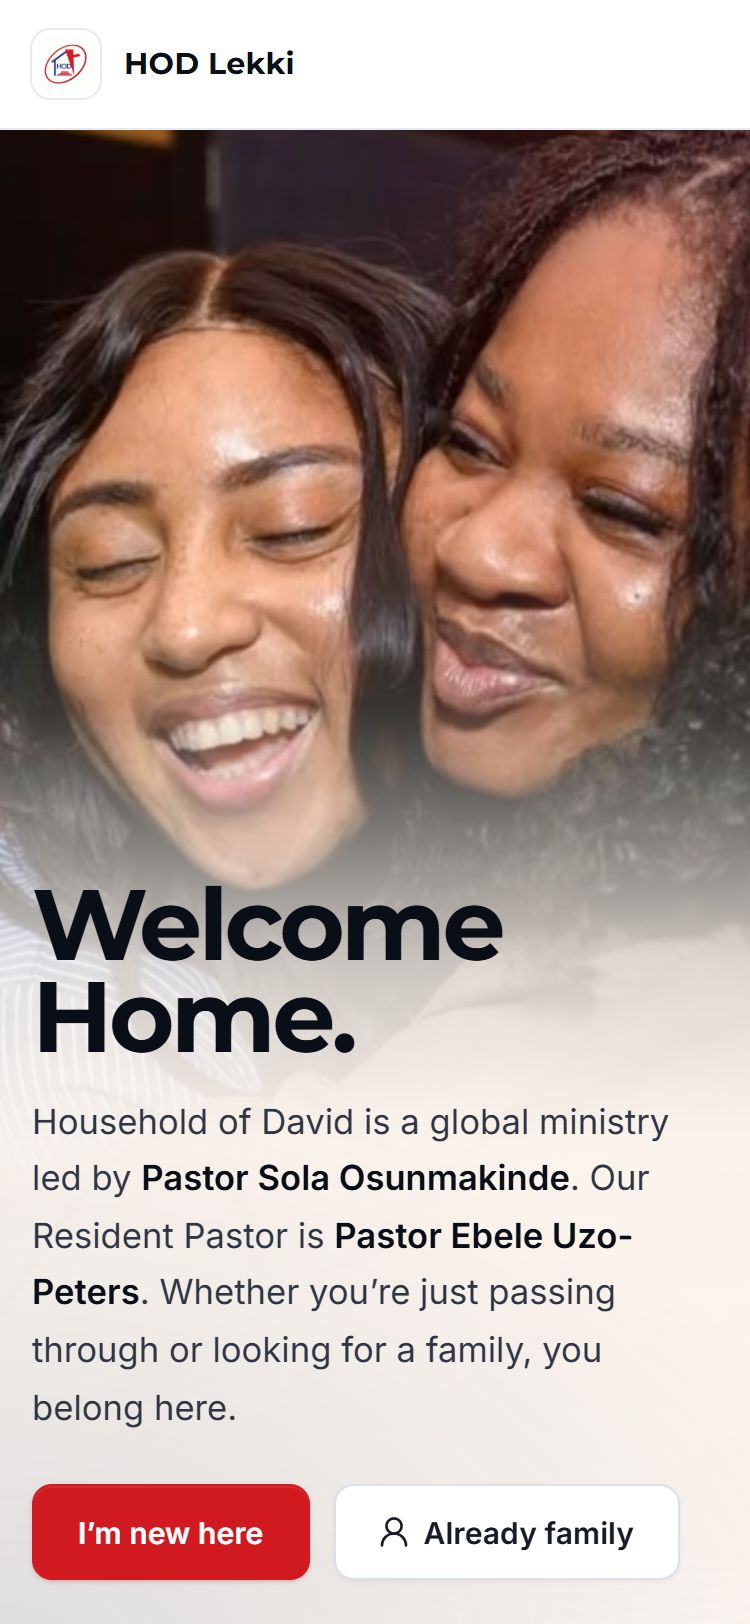 HOD
HOD Lekki
Welcome
Home.
Household of David is a global ministry
led by Pastor Sola Osunmakinde. Our
Resident Pastor is Pastor Ebele Uzo-
Peters. Whether you’re just passing
through or looking for a family, you
belong here.
I’m new here
Already family